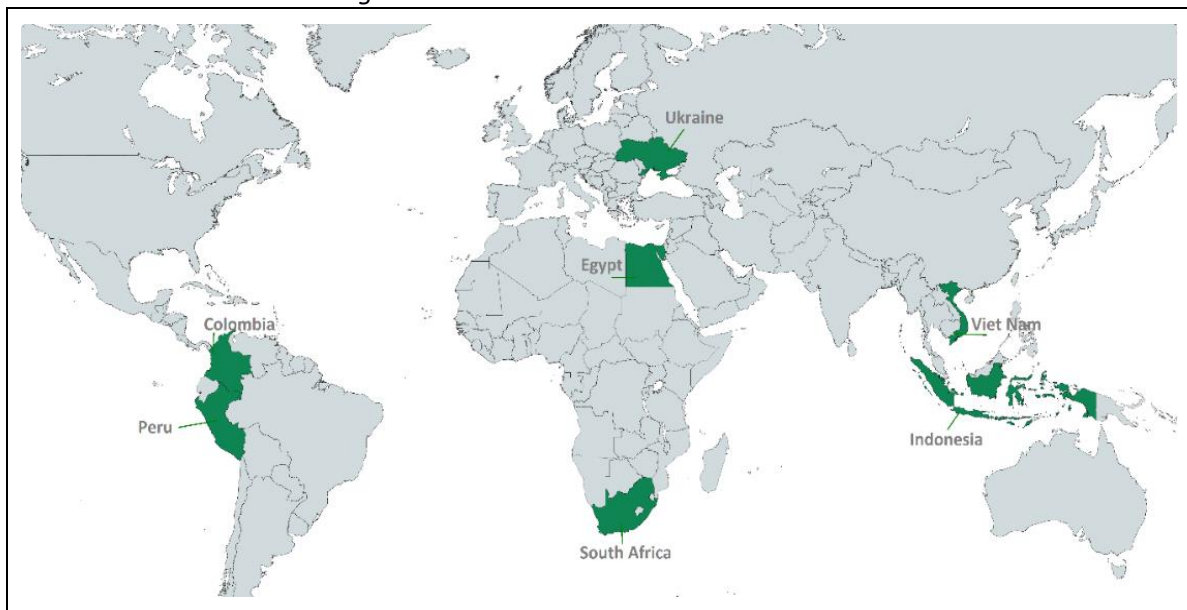 Ukraine
Egypt
Colombia
Viet Nam
Peru
Indonesia
South Africa